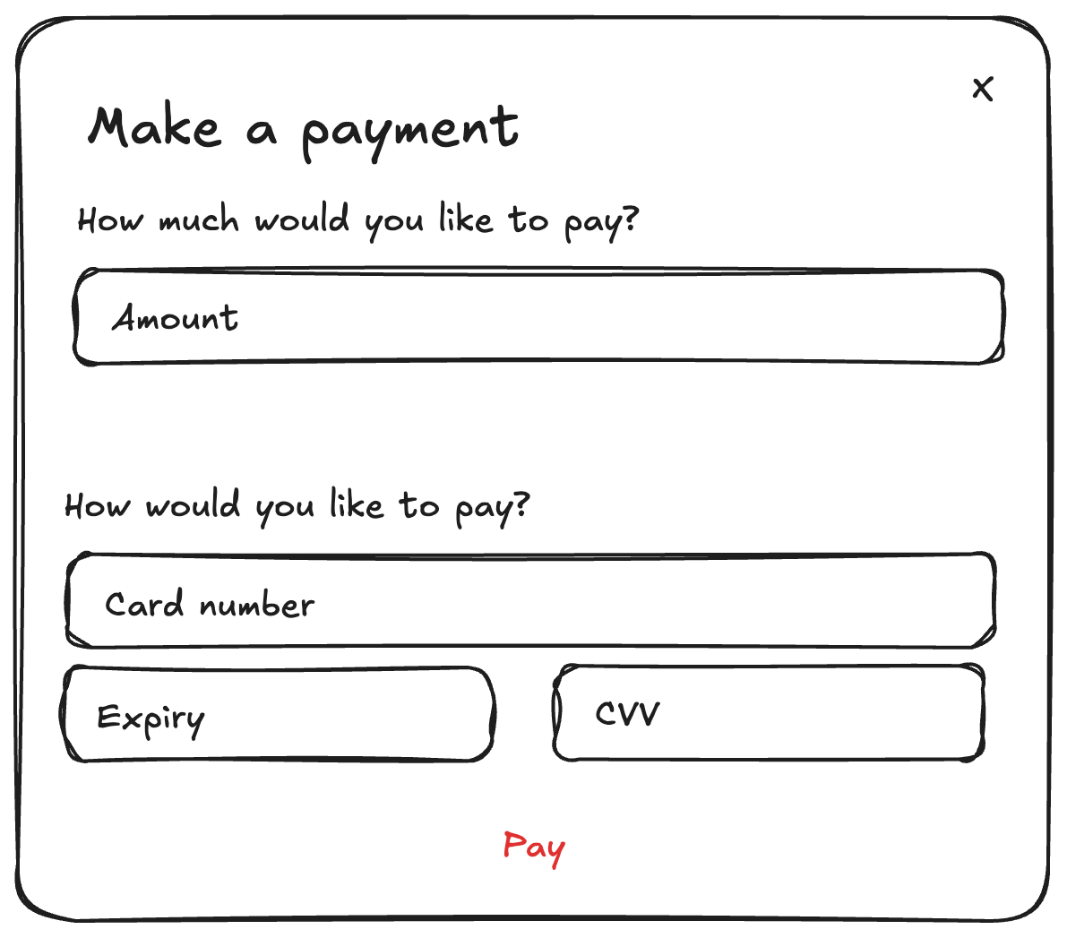 x
Make a payment
How much would you like to pay?
Amount
How would you like to pay?
Card number
Expiry
CVV
Pay